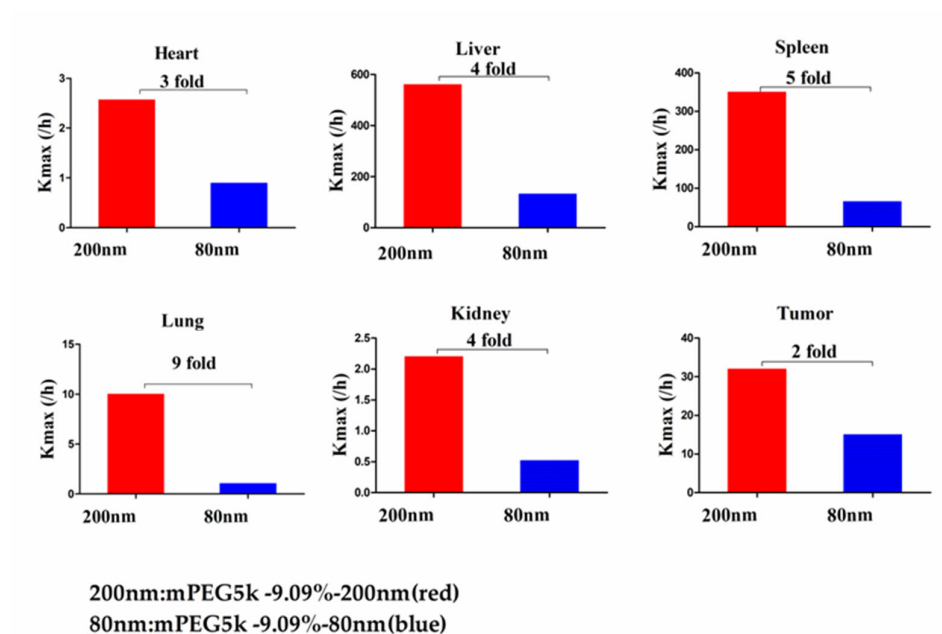 Heart
3 fold
Kmax (/h)
3
2
1
0
200nm 80nm
Liver
4 fold
Kmax (/h)
600
400
200
0
200nm 80nm
Spleen
5 fold
Kmax (/h)
400
300
200
100
0
200nm 80nm
Lung
9 fold
Kmax (/h)
15
10
5
0
200nm 80nm
Kidney
4 fold
Kmax (/h)
2.5
2.0
1.5
1.0
0.5
0.0
200nm 80nm
Tumor
2 fold
Kmax (/h)
40
30
20
10
0
200nm 80nm
200nm:mPEG5k -9.09%-200nm(red)
80nm:mPEG5k -9.09%-80nm(blue)